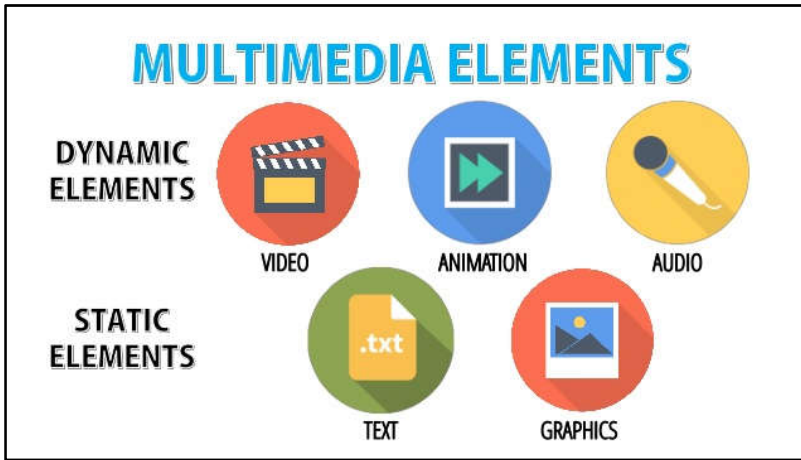 MULTIMEDIA ELEMENTS
DYNAMIC
ELEMENTS
VIDEO
ANIMATION
AUDIO
STATIC
ELEMENTS
.txt
TEXT
GRAPHICS